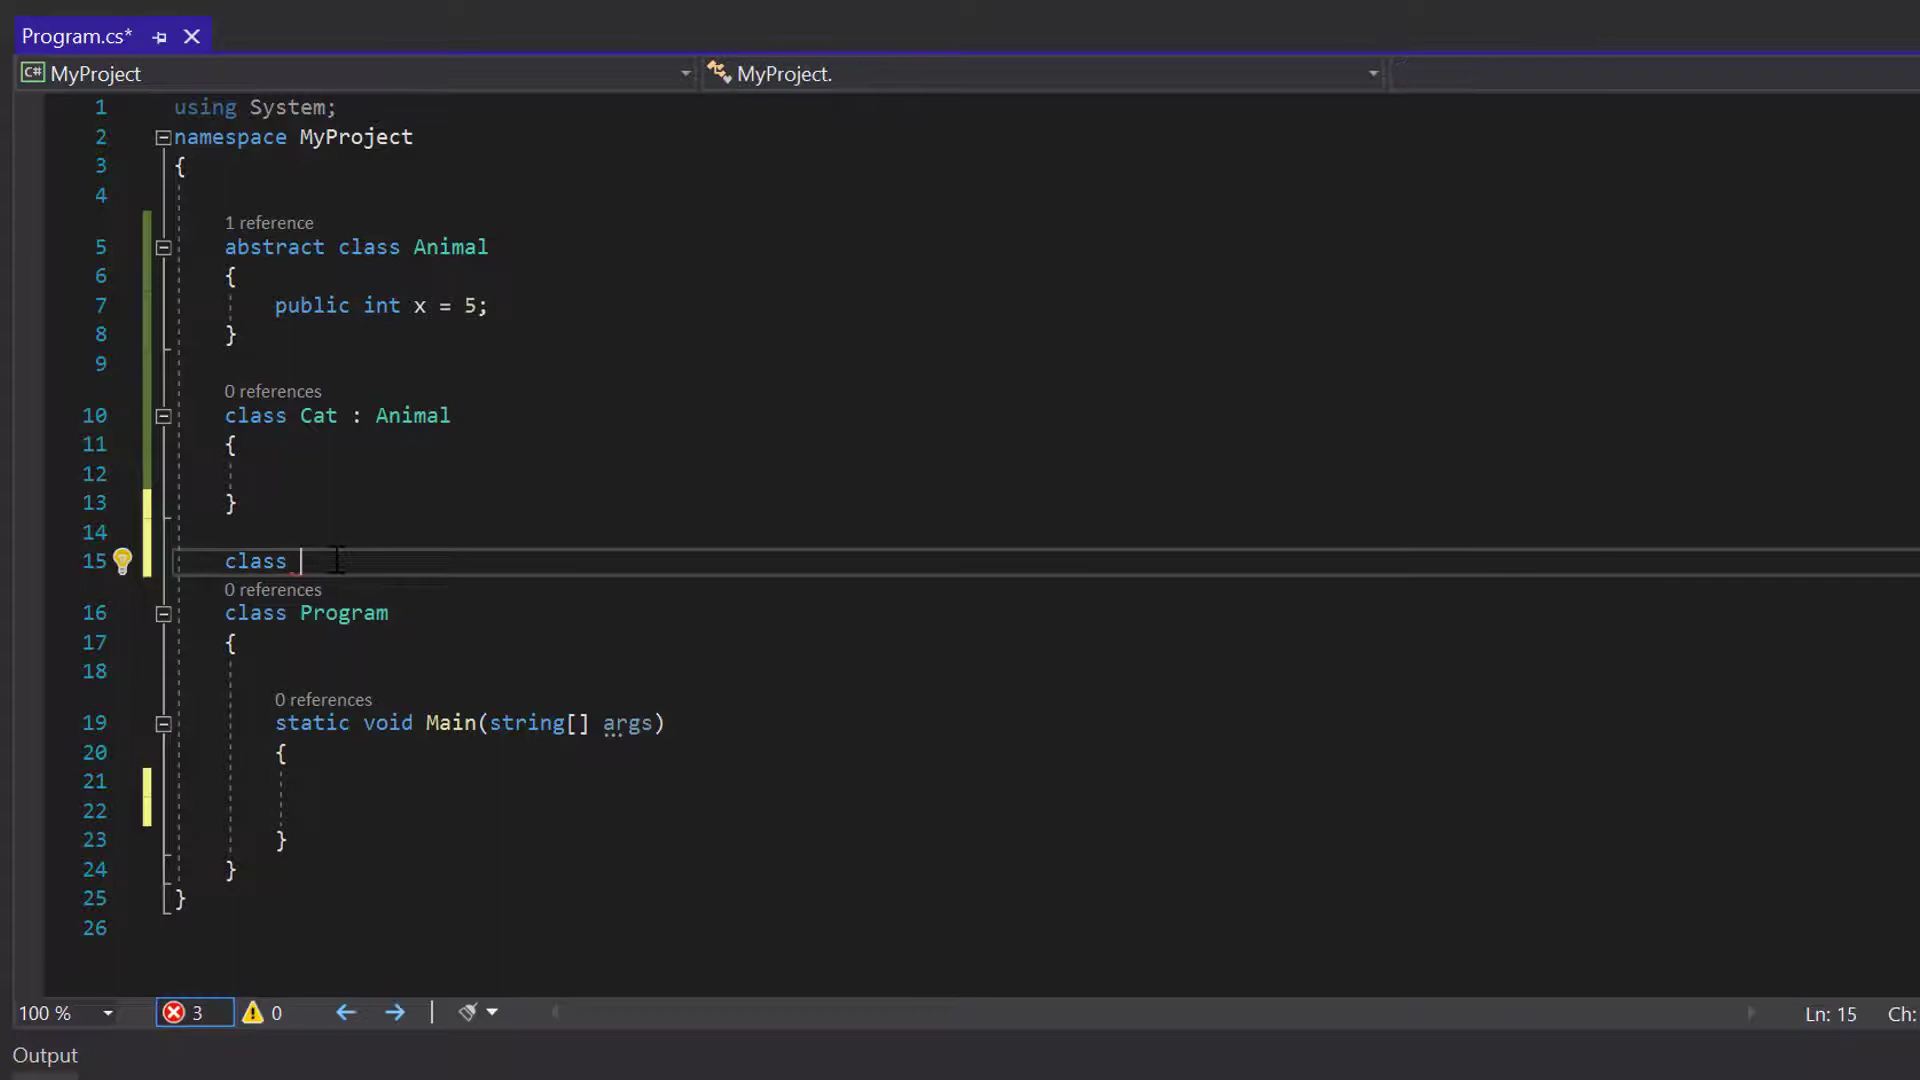 Program.cs*
C# MyProject
MyProject.
1 using System;
2 namespace MyProject
3 {
4
1 reference
5 abstract class Animal
6 {
7 public int x = 5;
8 }
9
0 references
10 class Cat : Animal
11 {
12
13 }
14
15 class
0 references
16 class Program
17 {
18
0 references
19 static void Main(string[] args)
20 {
21
22
23 }
24 }
25 }
26
100 % 3 0 Ln: 15 Ch:
Output